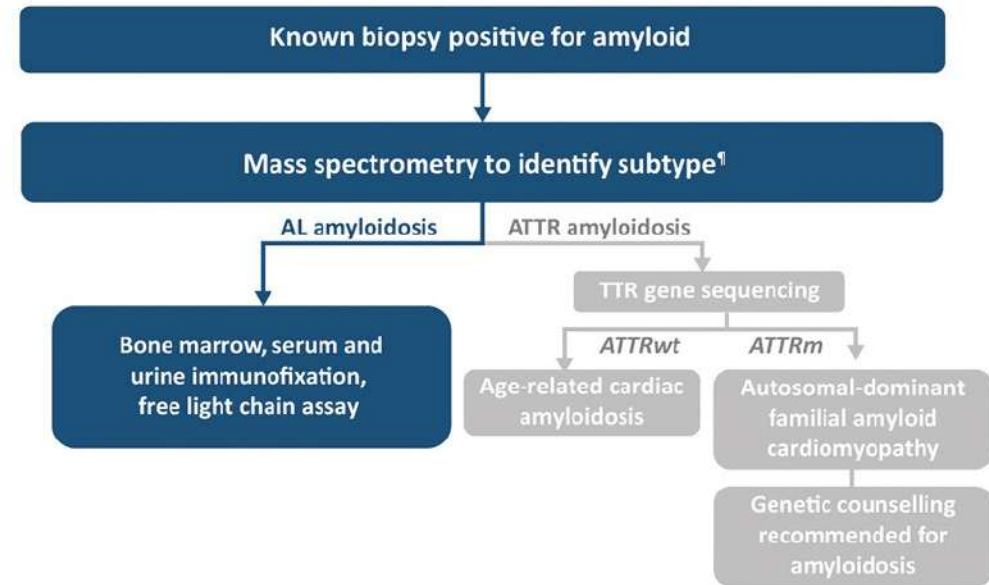 Known biopsy positive for amyloid
Mass spectrometry to identify subtype¶
AL amyloidosis
ATTR amyloidosis
TTR gene sequencing
Bone marrow, serum and
urine immunofixation,
free light chain assay
ATTRwt
ATTRm
Age-related cardiac
amyloidosis
Autosomal-dominant
familial amyloid
cardiomyopathy
Genetic counselling
recommended for
amyloidosis